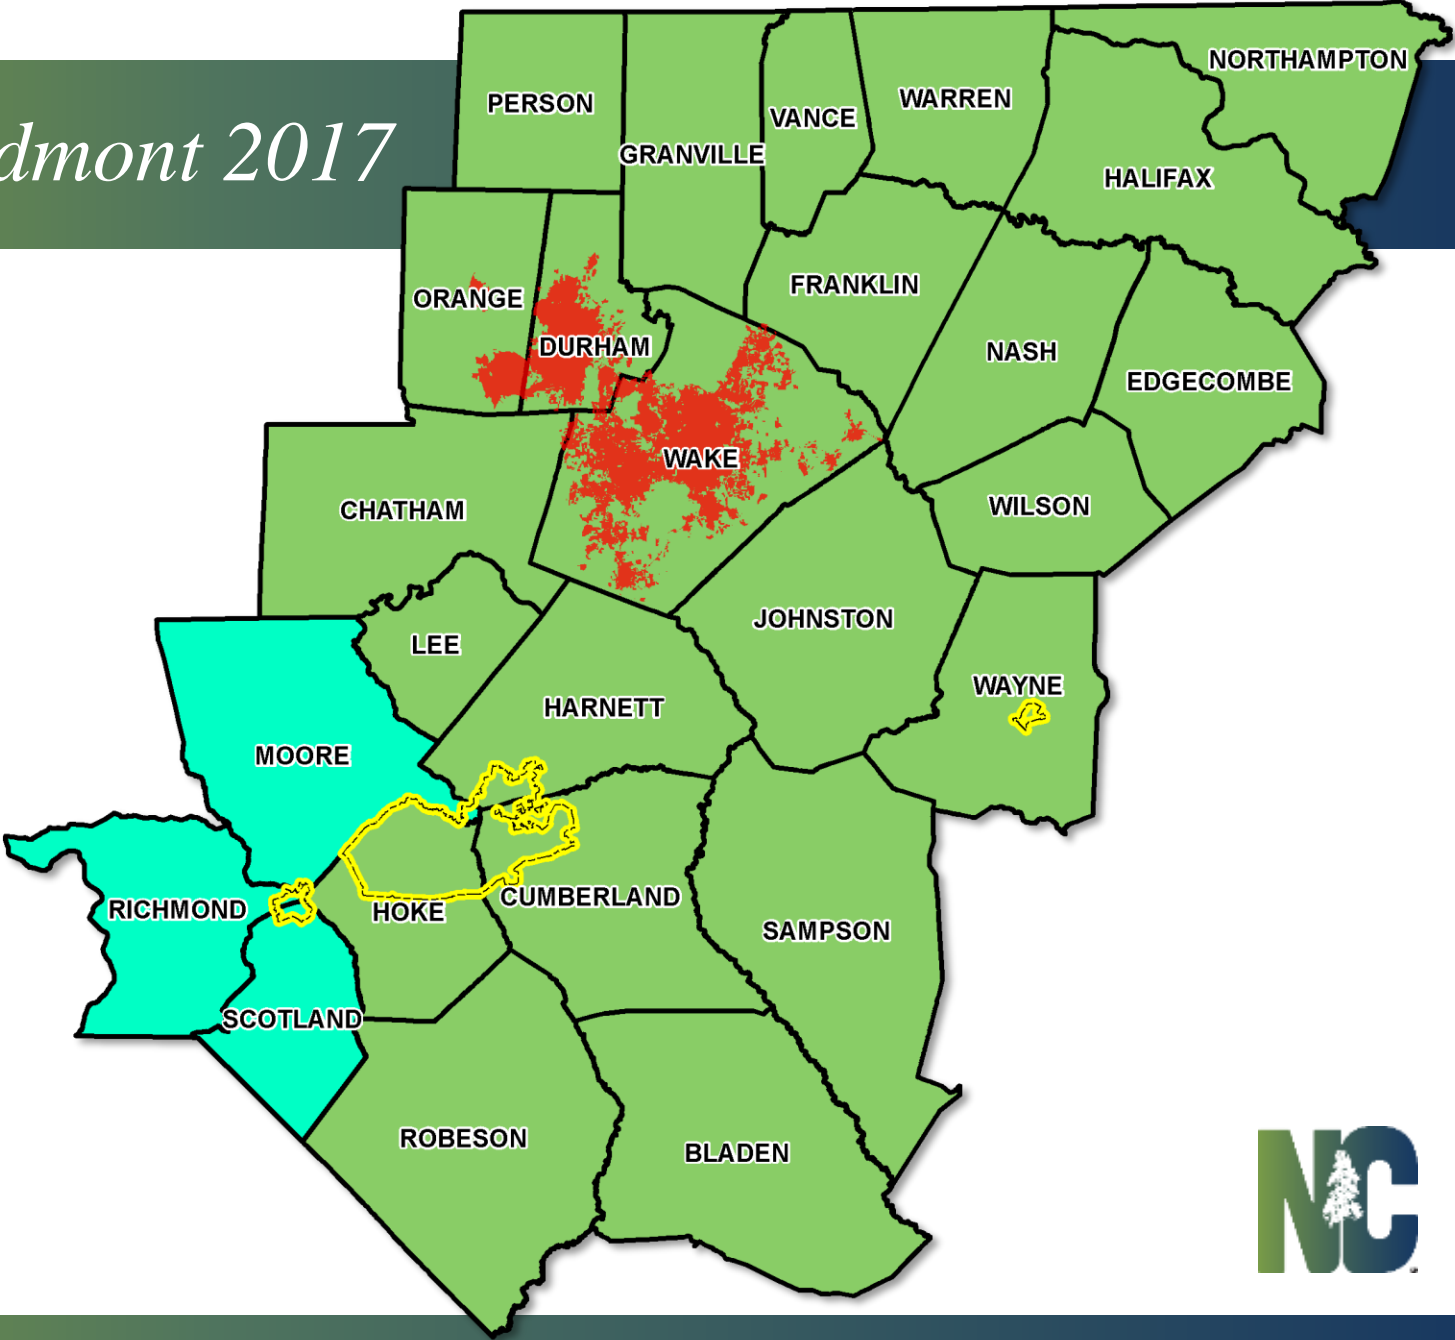 dmont 2017
PERSON
GRANVILLE
VANCE
WARREN
NORTHAMPTON
HALIFAX
ORANGE
DURHAM
FRANKLIN
NASH
EDGECOMBE
WAKE
CHATHAM
WILSON
LEE
JOHNSTON
HARNETT
WAYNE
MOORE
RICHMOND
HOKE
CUMBERLAND
SAMPSON
SCOTLAND
ROBESON
BLADEN
NC